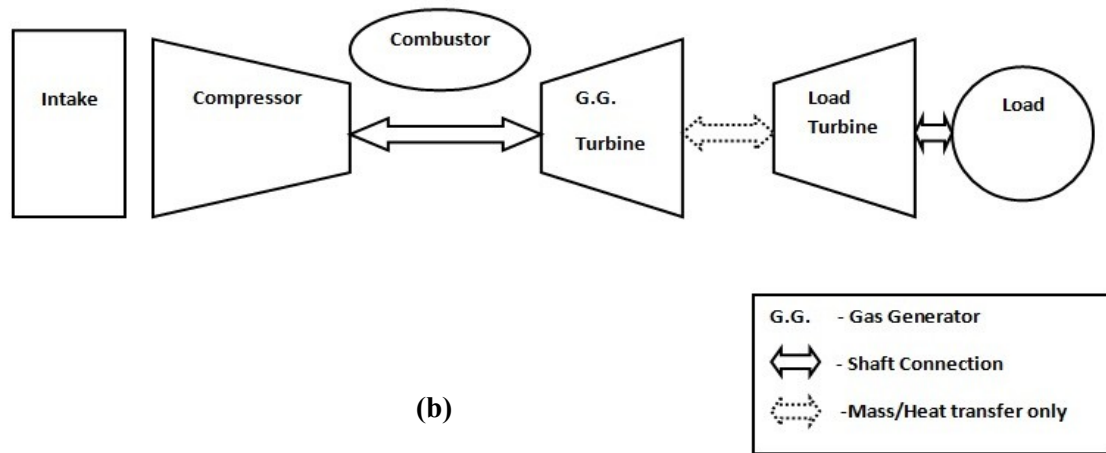 Intake
Compressor
Combustor
G.G.
Turbine
Load
Turbine
Load
G.G. - Gas Generator
- Shaft Connection
-Mass/Heat transfer only
(b)